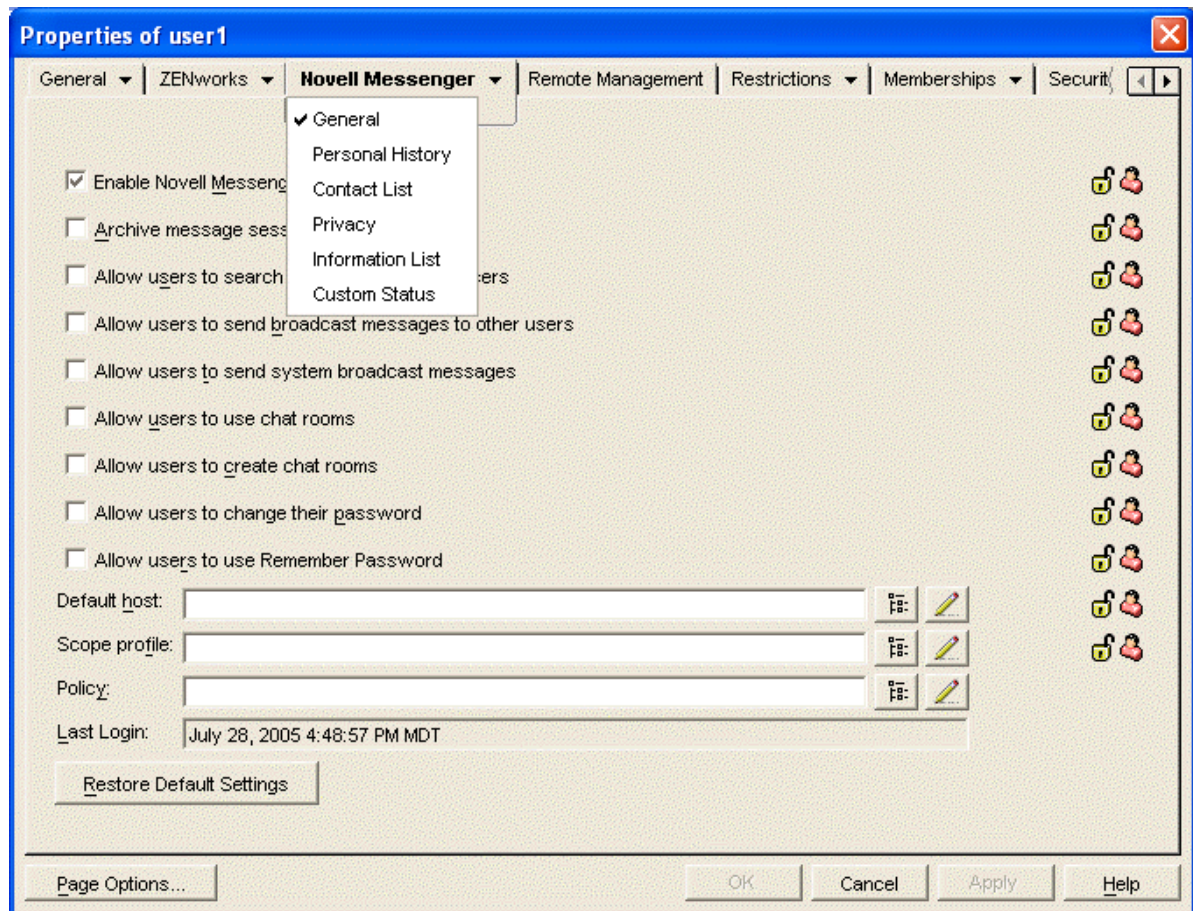 Properties of user1
General ZENworks Novell Messenger Remote Management Restrictions Memberships Securit
General
Personal History
Contact List
Privacy
Information List
Custom Status
Enable Novell Messeng
Archive message sess
Allow users to search cers
Allow users to send broadcast messages to other users
Allow users to send system broadcast messages
Allow users to use chat rooms
Allow users to create chat rooms
Allow users to change their password
Allow users to use Remember Password
Default host:
Scope profile:
Policy:
Last Login: July 28, 2005 4:48:57 PM MDT
Restore Default Settings
Page Options... OK Cancel Apply Help